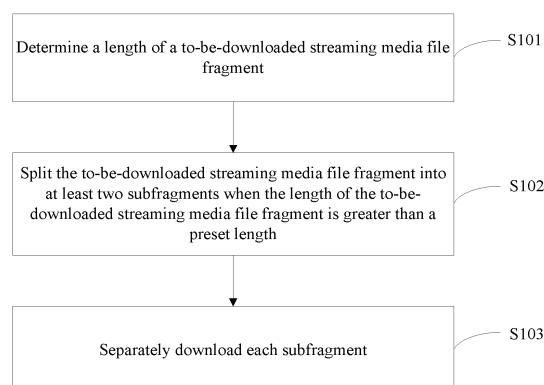 Determine a length of a to-be-downloaded streaming media file
fragment
S101
Split the to-be-downloaded streaming media file fragment into
at least two subfragments when the length of the to-be-
downloaded streaming media file fragment is greater than a
preset length
S102
Separately download each subfragment
S103